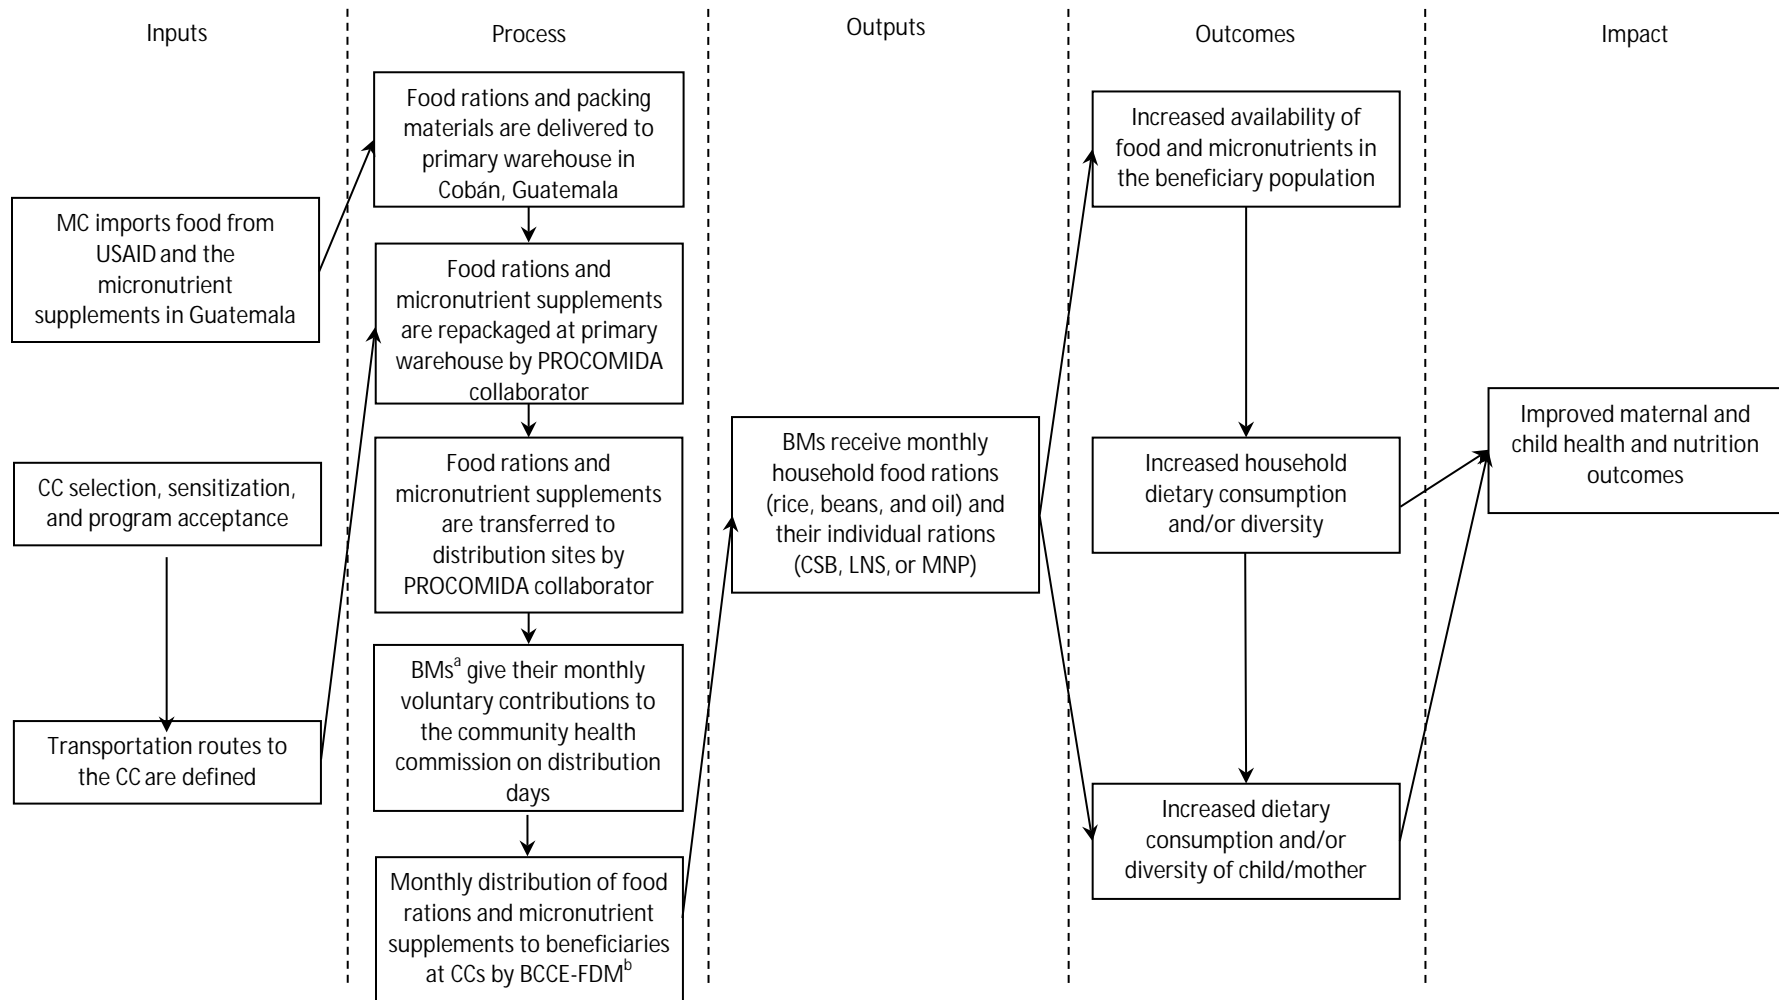 Inputs
Process
Outputs
Outcomes
Impact
MC imports food from
USAID and the
micronutrient
supplements in Guatemala
CC selection, sensitization,
and program acceptance
Transportation routes to
the CC are defined
Food rations and packing
materials are delivered to
primary warehouse in
Cobán, Guatemala
Food rations and
micronutrient supplements
are repackaged at primary
warehouse by PROCOMIDA
collaborator
Food rations and
micronutrient supplements
are transferred to
distribution sites by
PROCOMIDA collaborator
BMsᵃ give their monthly
voluntary contributions to
the community health
commission on distribution
days
Monthly distribution of food
rations and micronutrient
supplements to beneficiaries
at CCs by BCCE-FDMᵇ
BMs receive monthly
household food rations
(rice, beans, and oil) and
their individual rations
(CSB, LNS, or MNP)
Increased availability of
food and micronutrients in
the beneficiary population
Increased household
dietary consumption
and/or diversity
Increased dietary
consumption and/or
diversity of child/mother
Improved maternal and
child health and nutrition
outcomes